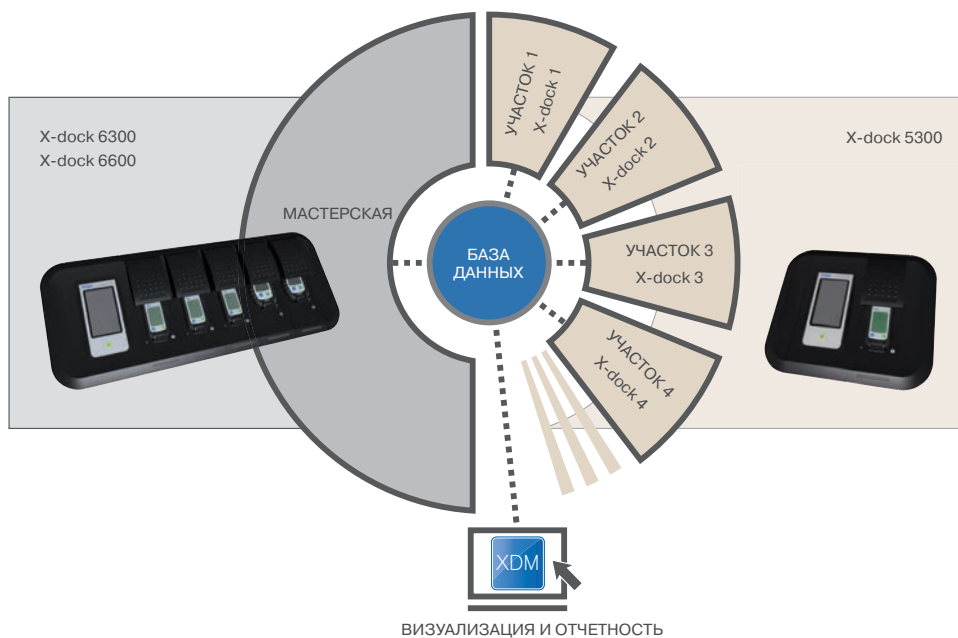 X-dock 6300
X-dock 6600
МАСТЕРСКАЯ
БАЗА
ДАННЫХ
УЧАСТОК 1
X-dock 1
УЧАСТОК 2
X-dock 2
УЧАСТОК 3
X-dock 3
УЧАСТОК 4
X-dock 4
X-dock 5300
XDM
ВИЗУАЛИЗАЦИЯ И ОТЧЕТНОСТЬ